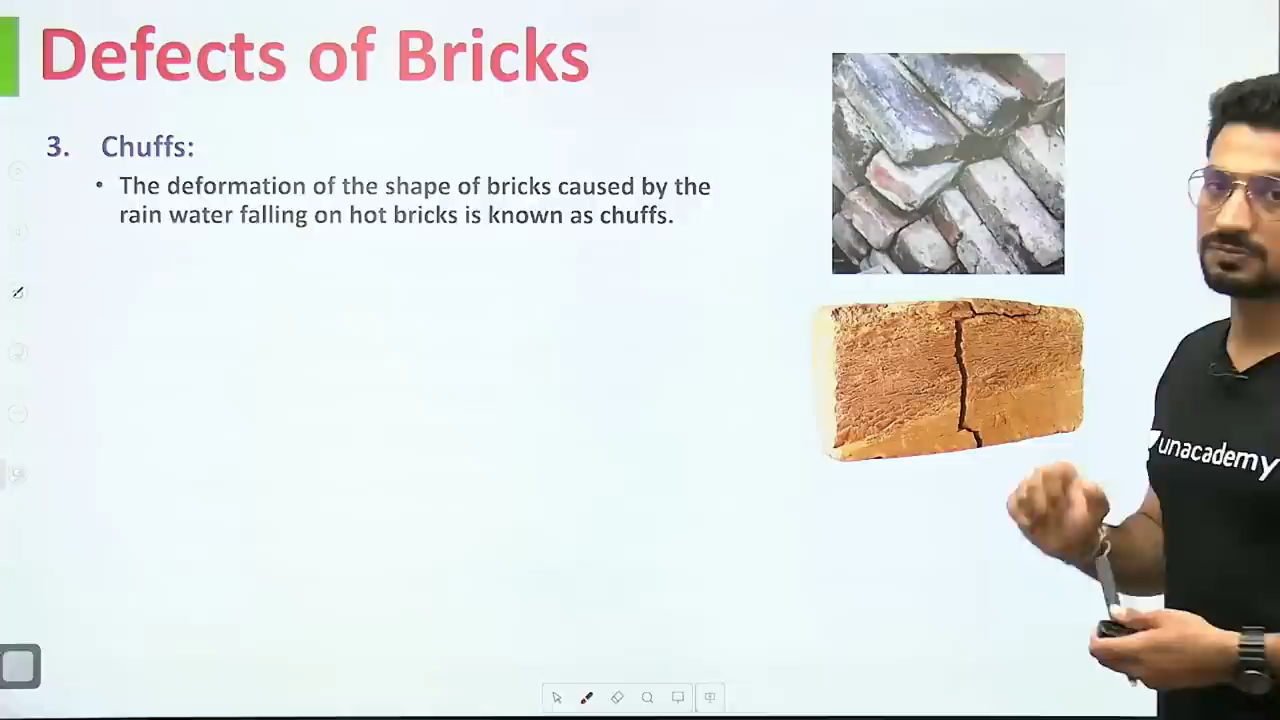 Defects of Bricks
3. Chuffs:
• The deformation of the shape of bricks caused by the
rain water falling on hot bricks is known as chuffs.
unacademy